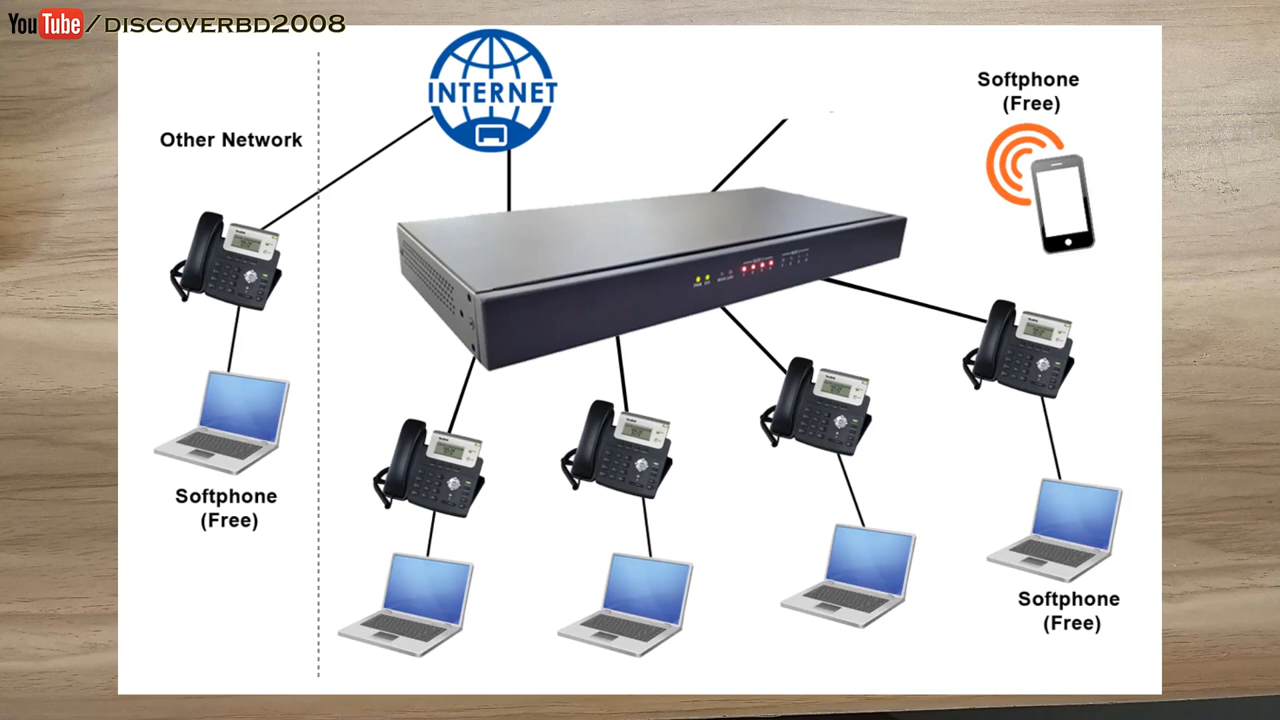 YouTube/DISCOVERBD2008
INTERNET
Other Network
Softphone
(Free)
Softphone
(Free)
Softphone
(Free)